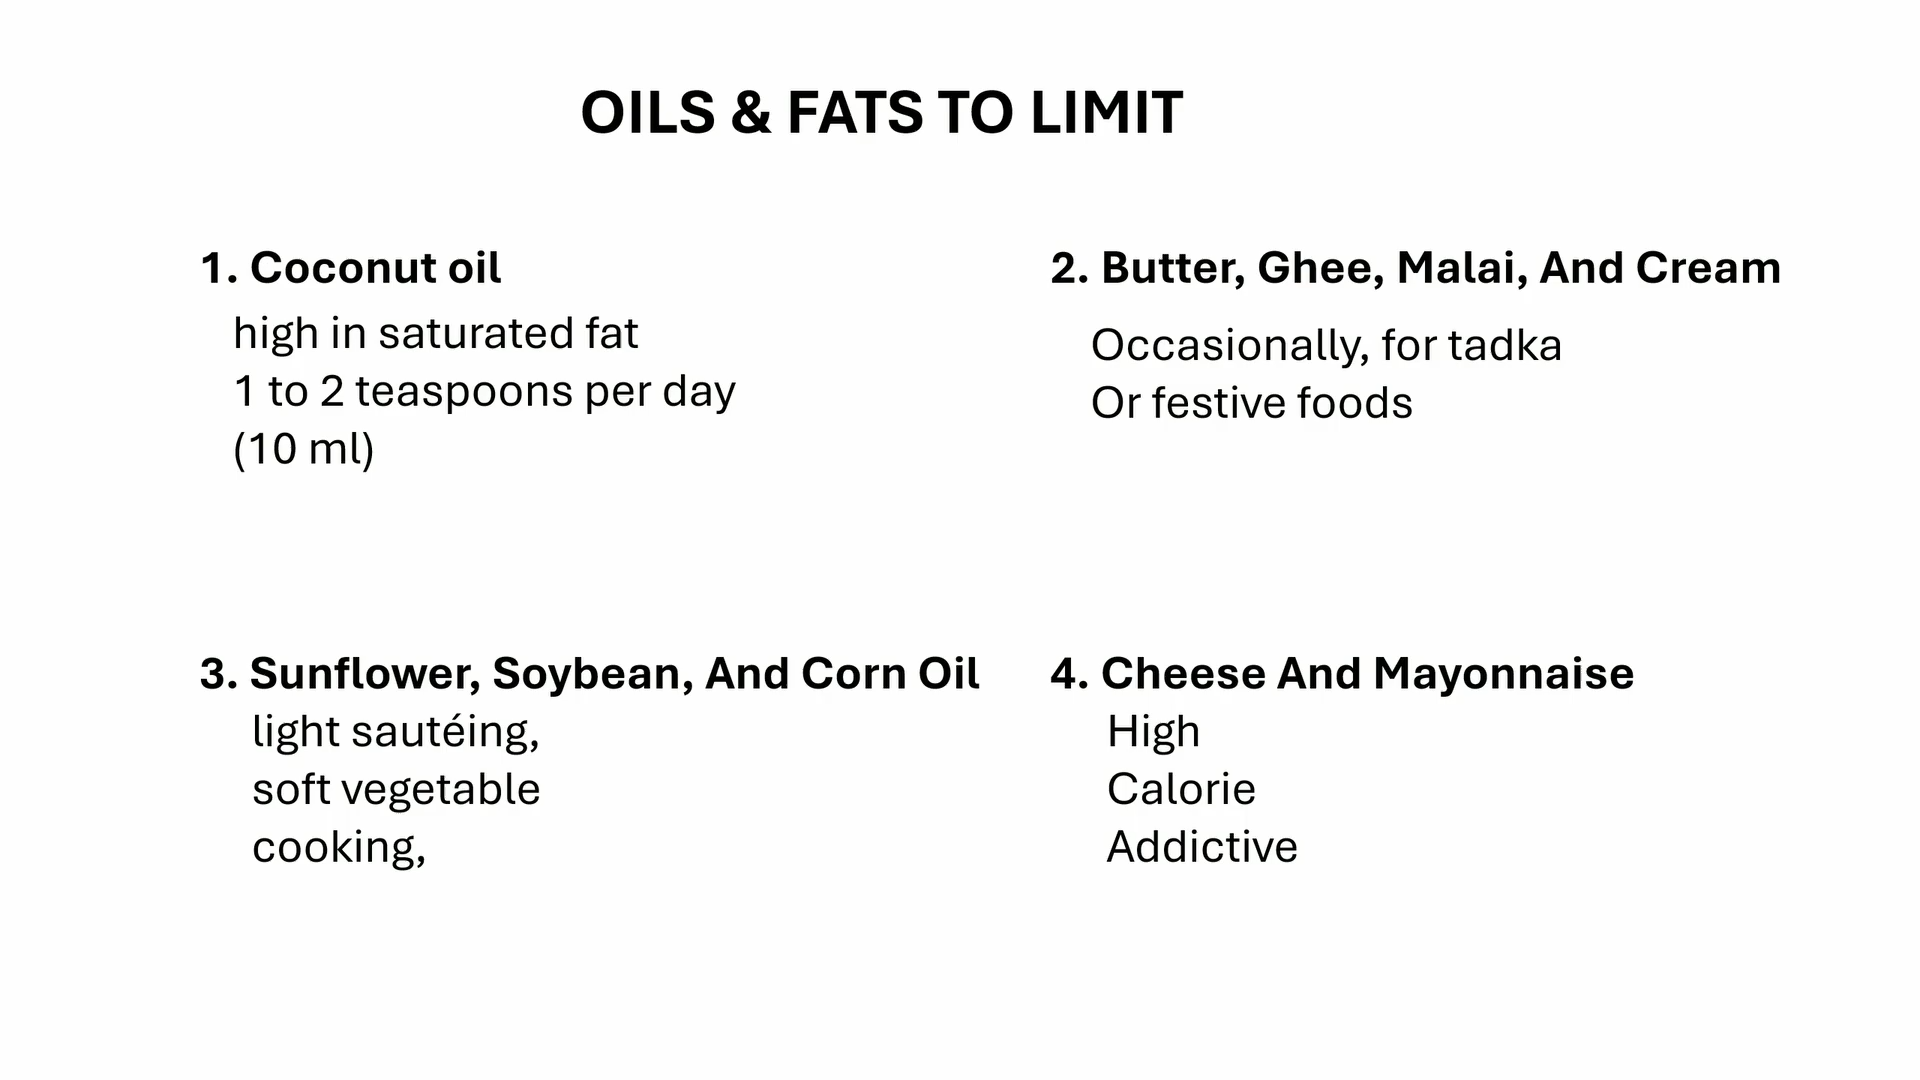 OILS & FATS TO LIMIT
1. Coconut oil
high in saturated fat
1 to 2 teaspoons per day
(10 ml)
2. Butter, Ghee, Malai, And Cream
Occasionally, for tadka
Or festive foods
3. Sunflower, Soybean, And Corn Oil
light sautéing,
soft vegetable
cooking,
4. Cheese And Mayonnaise
High
Calorie
Addictive